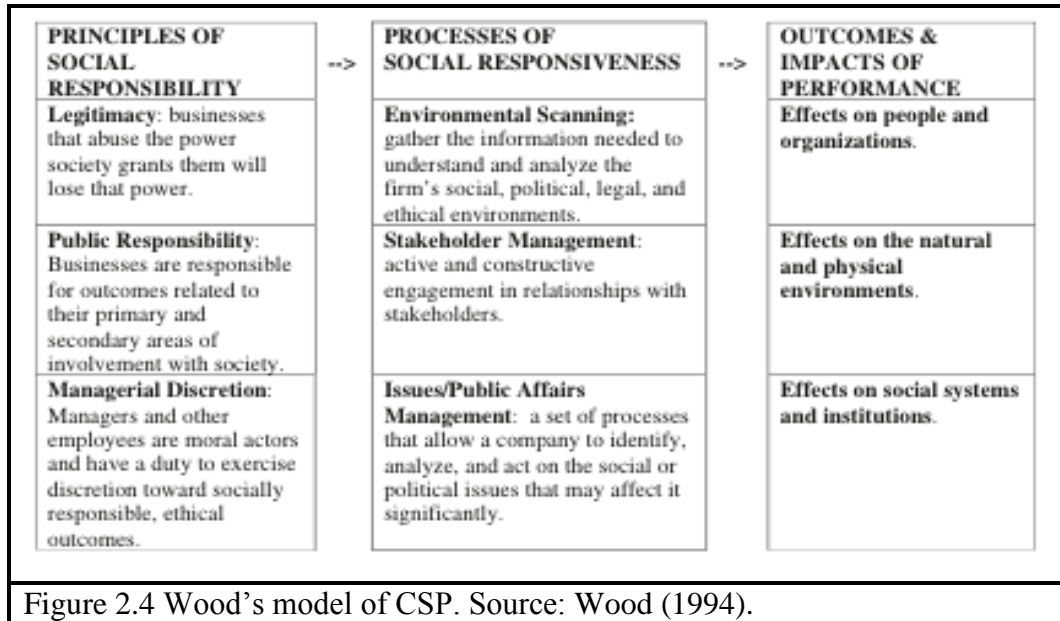 PRINCIPLES OF
SOCIAL
RESPONSIBILITY
-->
PROCESSES OF
SOCIAL RESPONSIVENESS
-->
OUTCOMES &
IMPACTS OF
PERFORMANCE
Legitimacy: businesses
that abuse the power
society grants them will
lose that power.
Environmental Scanning:
gather the information needed to
understand and analyze the
firm's social, political, legal, and
ethical environments.
Effects on people and
organizations.
Public Responsibility:
Businesses are responsible
for outcomes related to
their primary and
secondary areas of
involvement with society.
Stakeholder Management:
active and constructive
engagement in relationships with
stakeholders.
Effects on the natural
and physical
environments.
Managerial Discretion:
Managers and other
employees are moral actors
and have a duty to exercise
discretion toward socially
responsible, ethical
outcomes.
Issues/Public Affairs
Management: a set of processes
that allow a company to identify,
analyze, and act on the social or
political issues that may affect it
significantly.
Effects on social systems
and institutions.
Figure 2.4 Wood's model of CSP. Source: Wood (1994).